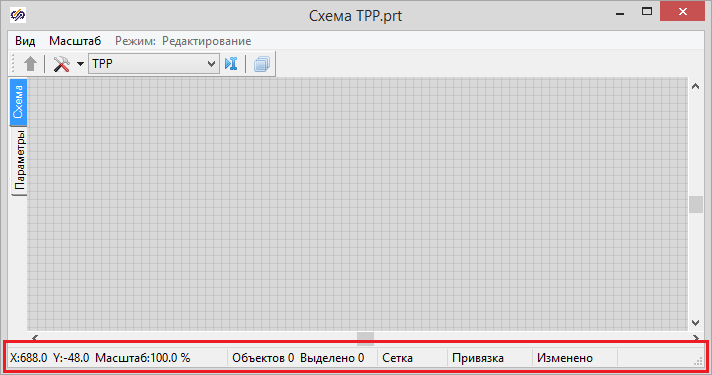 Схема TPP.prt
Вид Масштаб Режим: Редактирование
TPP
Схема
Параметры
X:688.0 Y:-48.0 Масштаб:100.0 % Объектов 0 Выделено 0 Сетка Привязка Изменено